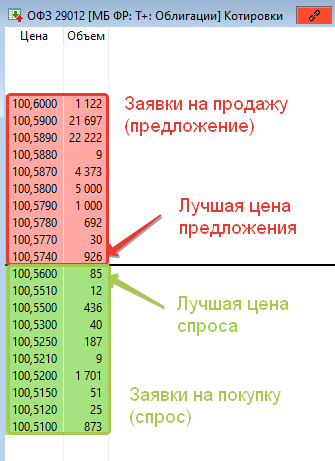 ОФЗ 29012 [МБ ФР: Т+: Облигации] Котировки
Цена Объем
100,6000 1 122
100,5900 21 697
100,5890 22 222
100,5880 9
100,5870 4 373
100,5800 5 000
100,5790 1 000
100,5780 692
100,5770 30
100,5740 926
100,5600 85
100,5510 12
100,5500 436
100,5300 40
100,5250 187
100,5210 9
100,5200 1 701
100,5150 51
100,5120 25
100,5100 873
Заявки на продажу
(предложение)
Лучшая цена
предложения
Лучшая цена
спроса
Заявки на покупку
(спрос)